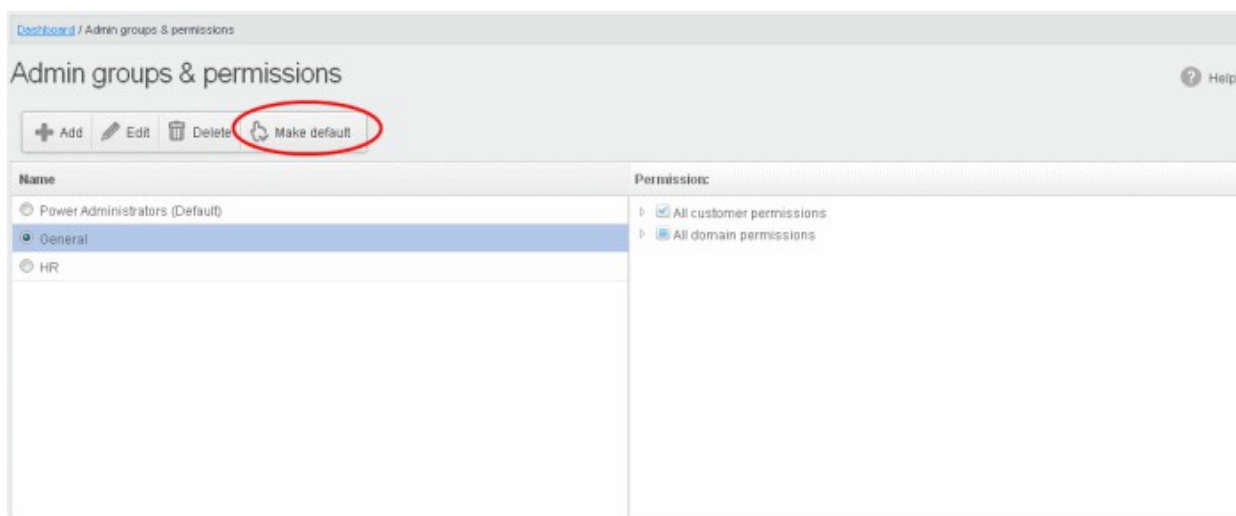 Dashboard / Admin groups & permissions
Admin groups & permissions
Help
Add Edit Delete Make default
Name
Permission:
Power Administrators (Default)
All customer permissions
General
All domain permissions
HR